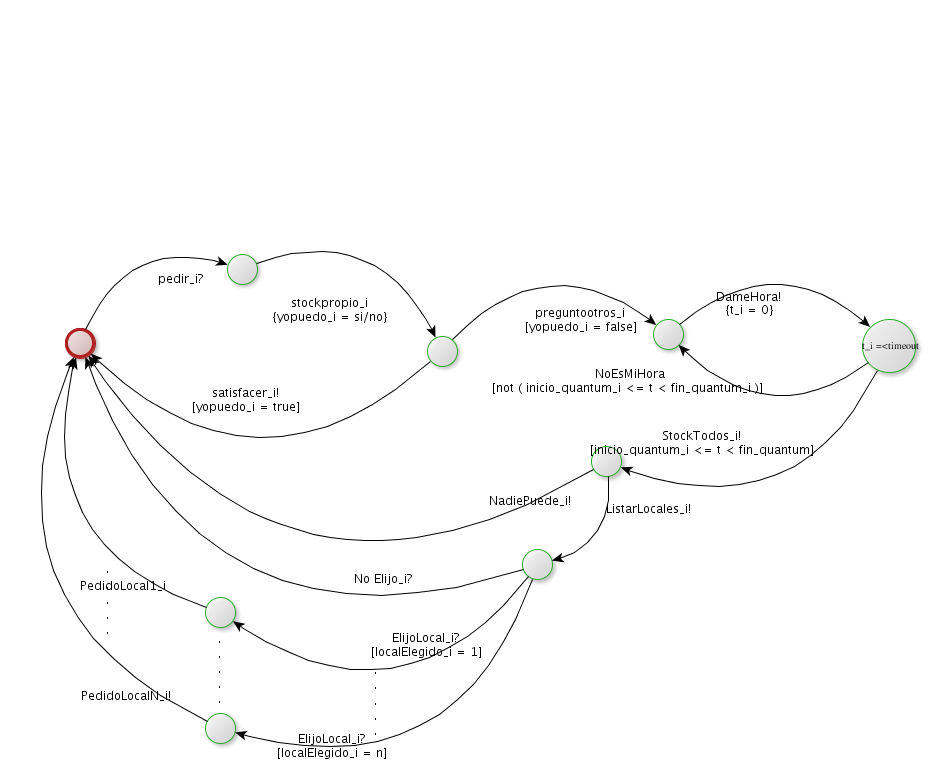 pedir_i?
stockpropio_i
{yopuedo_i = si/no}
satisfacer_i!
[yopuedo_i = true]
preguntootros_i
[yopuedo_i = false]
DameHora!
{t_i = 0}
t_i =<timeout
NoEsMiHora
[not ( inicio_quantum_i <= t < fin_quantum_i )]
StockTodos_i!
[inicio_quantum_i <= t < fin_quantum]
NadiePuede_i!
ListarLocales_i!
No Elijo_i?
PedidoLocal1_i
ElijoLocal_i?
[localElegido_i = 1]
PedidoLocalN_i!
ElijoLocal_i?
[localElegido_i = n]